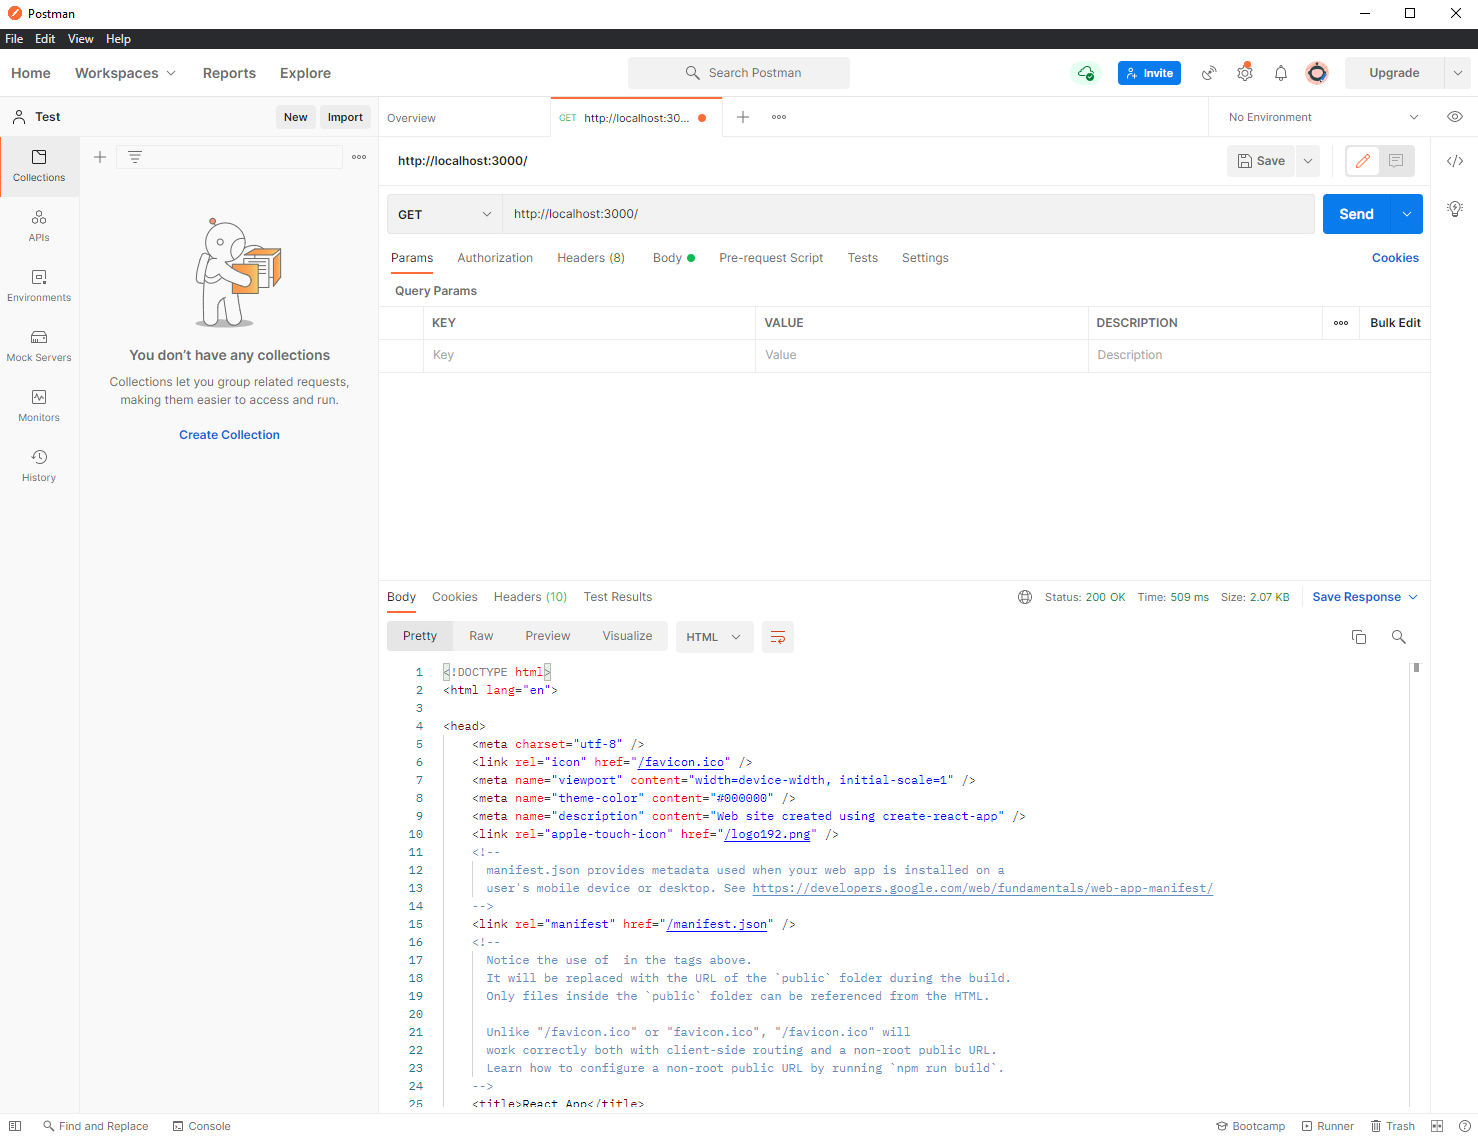 Postman
File Edit View Help
Home Workspaces Reports Explore Search Postman Invite Upgrade
Test New Import
Overview GET http://localhost:30... No Environment
Collections
APIs
Environments
Mock Servers
Monitors
History
You don't have any collections
Collections let you group related requests,
making them easier to access and run.
Create Collection
http://localhost:3000/ Save
GET http://localhost:3000/ Send
Params Authorization Headers (8) Body Pre-request Script Tests Settings Cookies
Query Params
KEY VALUE DESCRIPTION Bulk Edit
Key Value Description
Body Cookies Headers (10) Test Results Status: 200 OK Time: 509 ms Size: 2.07 KB Save Response
Pretty Raw Preview Visualize HTML
1 <!DOCTYPE html>
2 <html lang="en">
3
4 <head>
5 <meta charset="utf-8" />
6 <link rel="icon" href="/favicon.ico" />
7 <meta name="viewport" content="width=device-width, initial-scale=1" />
8 <meta name="theme-color" content="#000000" />
9 <meta name="description" content="Web site created using create-react-app" />
10 <link rel="apple-touch-icon" href="/logo192.png" />
11 <!--
12 manifest.json provides metadata used when your web app is installed on a
13 user's mobile device or desktop. See https://developers.google.com/web/fundamentals/web-app-manifest/
14 -->
15 <link rel="manifest" href="/manifest.json" />
16 <!--
17 Notice the use of  in the tags above.
18 It will be replaced with the URL of the `public` folder during the build.
19 Only files inside the `public` folder can be referenced from the HTML.
20
21 Unlike "/favicon.ico" or "favicon.ico", "/favicon.ico" will
22 work correctly both with client-side routing and a non-root public URL.
23 Learn how to configure a non-root public URL by running `npm run build`.
24 -->
25 <title>React App</title>
Find and Replace Console Bootcamp Runner Trash